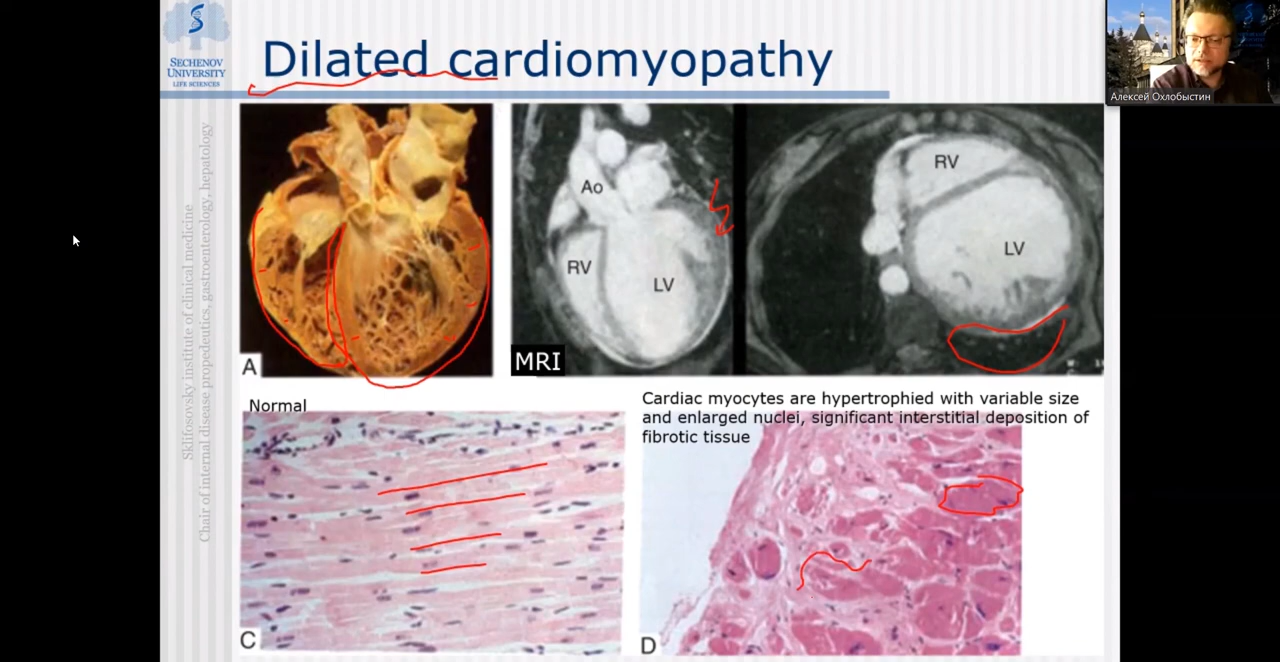 SECHENOV
UNIVERSITY
LIFE SCIENCES
Dilated cardiomyopathy
Алексей Охлобыстин
Sklifosovsky institute of clinical medicine
Chair of internal disease propedeutics, gastroenterology, hepatology
A
Ao
RV
LV
MRI
RV
LV
Normal
C
Cardiac myocytes are hypertrophied with variable size
and enlarged nuclei, significant interstitial deposition of
fibrotic tissue
D